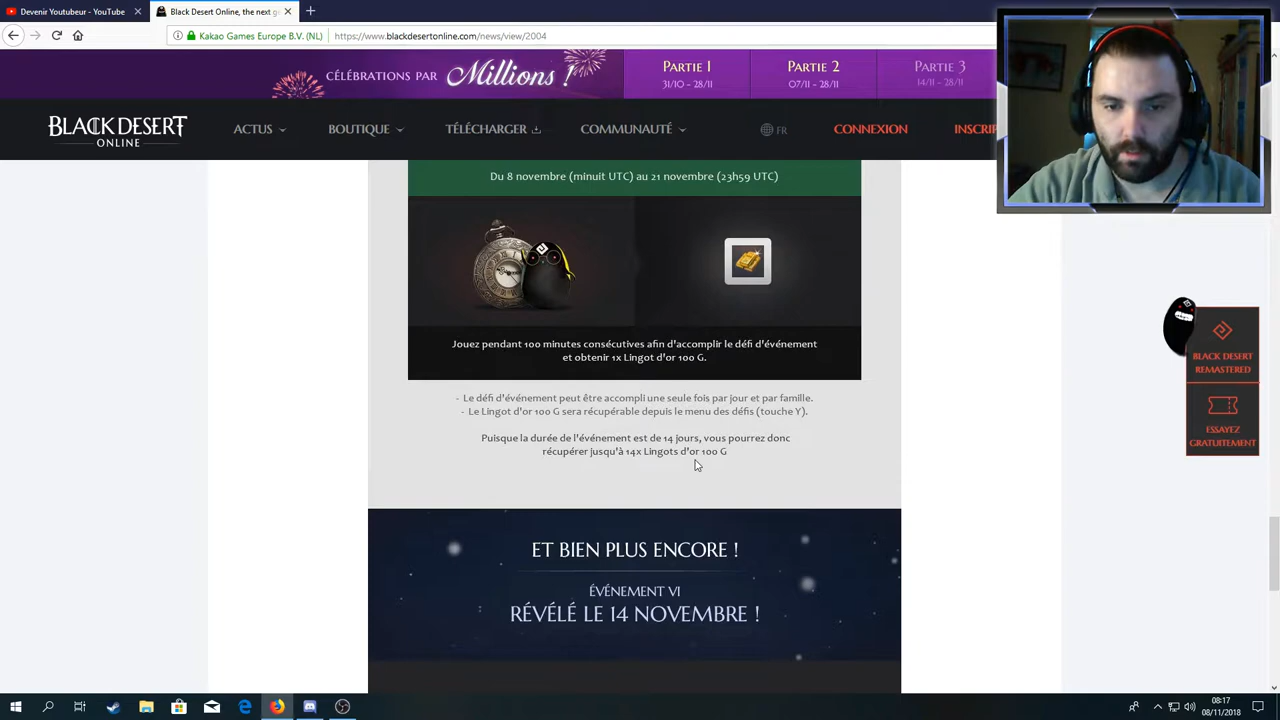 Devenir Youtubeur - YouTube
Black Desert Online, the next g
Kakao Games Europe B.V. (NL)
https://www.blackdesertonline.com/news/view/2004
CÉLÉBRATIONS PAR Millions !
PARTIE 1
31/10 - 28/11
PARTIE 2
07/11 - 28/11
PARTIE 3
14/11 - 28/11
BLACK DESERT
ONLINE
ACTUS
BOUTIQUE
TÉLÉCHARGER
COMMUNAUTÉ
FR
CONNEXION
INSCRIP
Du 8 novembre (minuit UTC) au 21 novembre (23h59 UTC)
Jouez pendant 100 minutes consécutives afin d'accomplir le défi d'événement
et obtenir 1x Lingot d'or 100 G.
- Le défi d'événement peut être accompli une seule fois par jour et par famille.
- Le Lingot d'or 100 G sera récupérable depuis le menu des défis (touche Y).
Puisque la durée de l'événement est de 14 jours, vous pourrez donc
récupérer jusqu'à 14x Lingots d'or 100 G
BLACK DESERT
REMASTERED
ESSAYEZ
GRATUITEMENT
ET BIEN PLUS ENCORE !
ÉVÉNEMENT VI
RÉVÉLÉ LE 14 NOVEMBRE !
08:17
08/11/2018